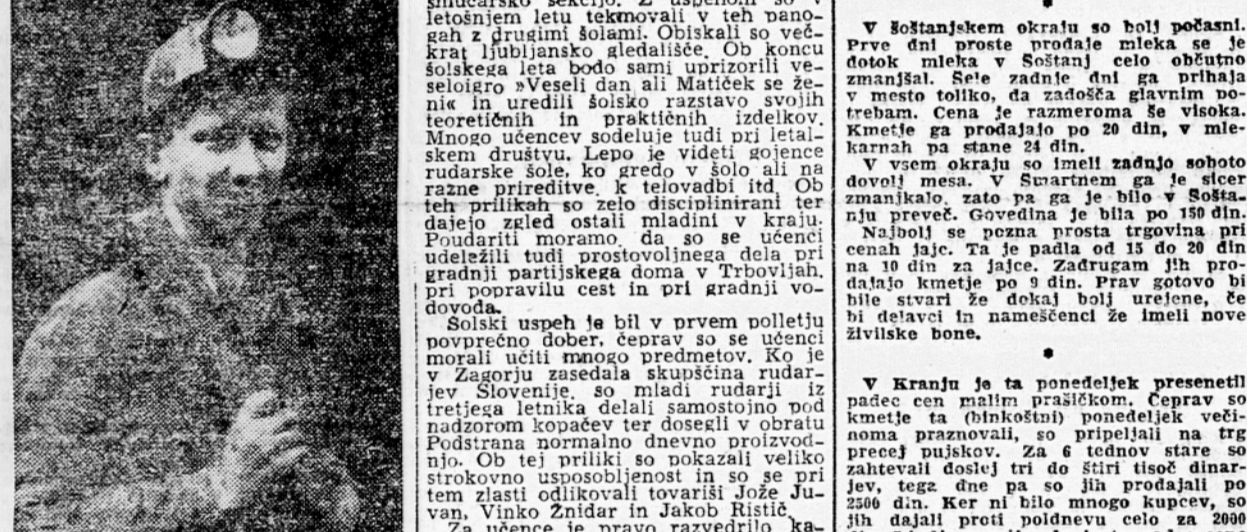 smučarsko sekcijo. Z uspehom so v
letošnjem letu tekmovali v teh pano-
gah z drugimi šolami. Obiskali so več-
krat ljubljansko gledališče. Ob koncu
šolskega leta bodo sami uprizorili ve-
seloigro »Veseli dan ali Matiček se že-
ni« in uredili šolsko razstavo svojih
teoretičnih in praktičnih izdelkov.
Mnogo učencev sodeluje tudi pri letal-
skem društvu. Lepo je videti gojence
rudarske šole, ko gredo v šolo ali na
razne prireditve, k telovadbi itd. Ob
teh prilikah so zelo disciplinirani ter
dajejo zgled ostali mladini v kraju.
Poudariti moramo, da so se učenci
udeležili tudi prostovoljnega dela pri
gradnji partijskega doma v Trbovljah,
pri popravilu cest in pri gradnji vo-
dovoda.
Šolski uspeh je bil v prvem polletju
povprečno dober, čeprav so se učenci
morali učiti mnogo predmetov. Ko je
v Zagorju zasedala skupščina rudar-
jev Slovenije, so mladi rudarji iz
tretjega letnika delali samostojno pod
nadzorom kopačev ter dosegli v obratu
Podstrana normalno dnevno proizvod-
njo. Ob tej priliki so pokazali veliko
strokovno usposobljenost in so se pri
tem zlasti odlikovali tovariši Jože Ju-
van, Vinko Žnidar in Jakob Ristič.
Za učence je pravo razvedrilo ka-
*
V šoštanjskem okraju so bolj počasni.
Prve dni proste prodaje mleka se je
dotok mleka v Šoštanj celo občutno
zmanjšal. Šele zadnje dni ga prihaja
v mesto toliko, da zadošča glavnim po-
trebam. Cena je razmeroma še visoka.
Kmetje ga prodajajo po 20 din, v mle-
karnah pa stane 24 din.
V vsem okraju so imeli zadnjo soboto
dovolj mesa. V Šmartnem ga je sicer
zmanjkalo, zato pa ga je bilo v Šošta-
nju preveč. Govedina je bila po 150 din.
Najbolj se pozna prosta trgovina pri
cenah jajc. Ta je padla od 15 do 20 din
na 10 din za jajce. Zadrugam jih pro-
dajajo kmetje po 9 din. Prav gotovo bi
bile stvari že dokaj bolj urejene, če
bi delavci in nameščenci že imeli nove
živilske bone.
*
V Kranju je ta ponedeljek presenetil
padec cen malim prašičkom. Čeprav so
kmetje ta (binkoštni) ponedeljek veči-
noma praznovali, so pripeljali na trg
precej pujskov. Za 6 tednov stare so
zahtevali doslej tri do štiri tisoč dinar-
jev, tega dne pa so jih prodajali po
2500 din. Ker ni bilo mnogo kupcev, so
jih dajali proti poldnevu celo za 2000